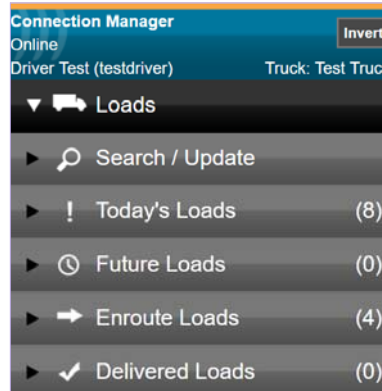 Connection Manager
Online
Invert
Driver Test (testdriver) Truck: Test Truc
Loads
Search / Update
Today's Loads (8)
Future Loads (0)
Enroute Loads (4)
Delivered Loads (0)